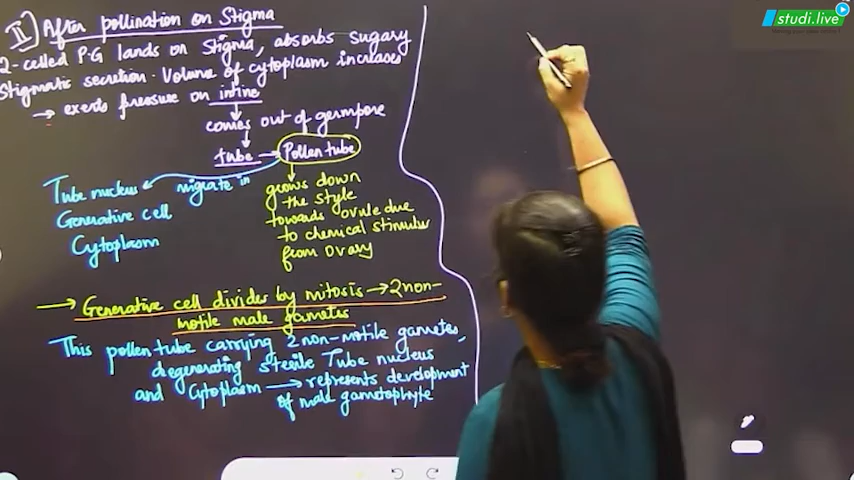 II] After pollination on Stigma
2-celled P.G lands on Stigma, absorbs sugary
Stigmatic secretion. Volume of cytoplasm increases
→ exerts pressure on intine
comes out of germpore
tube → Pollen tube
Tube nucleus migrate in
Generative cell
Cytoplasm
grows down
the style
towards ovule due
to chemical stimulus
from ovary
→ Generative cell divides by mitosis → 2 non-
motile male gametes
This pollen tube carrying 2 non-motile gametes,
degenerating sterile Tube nucleus
and Cytoplasm → represents development
of male gametophyte
studi.live